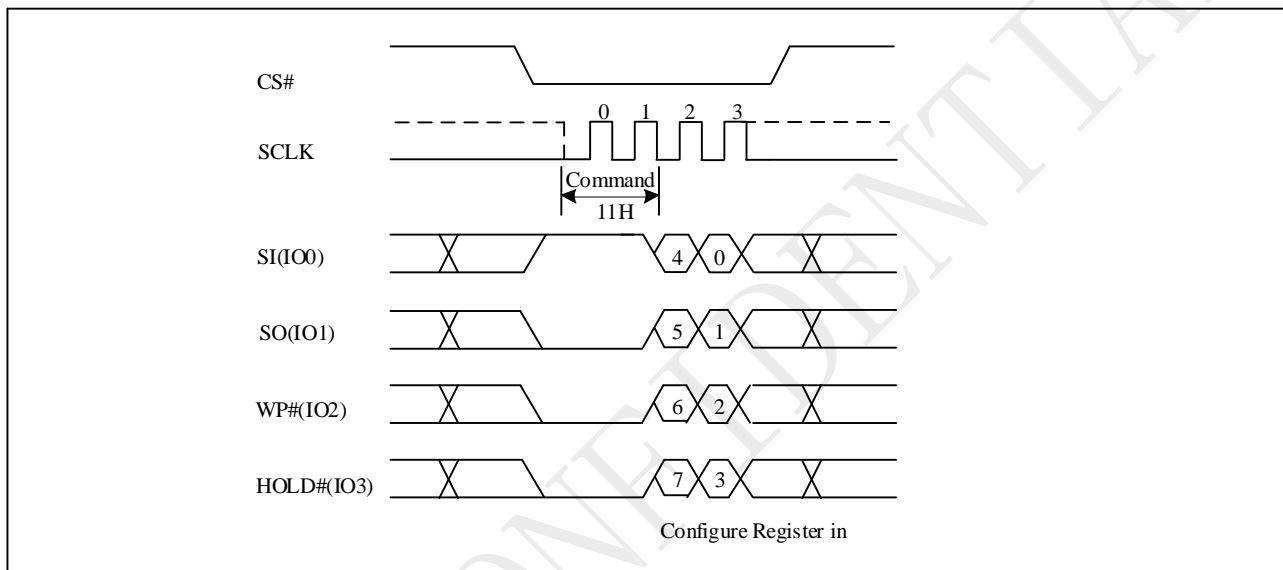 CS#
0 1 2 3
SCLK
Command
11H
SI(IO0) 4 0
SO(IO1) 5 1
WP#(IO2) 6 2
HOLD#(IO3) 7 3
Configure Register in
ONFIDENTIA